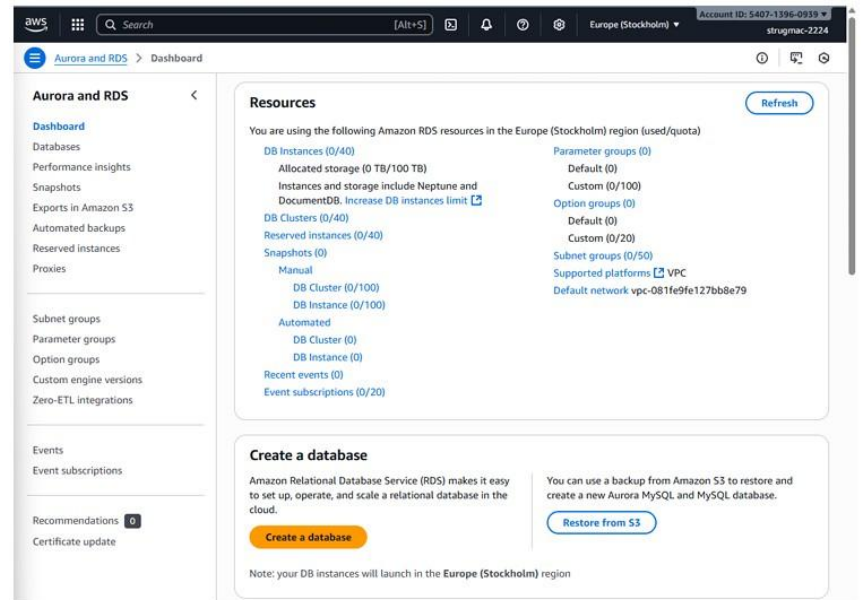 aws
Search
[Alt+S]
Europe (Stockholm)
Account ID: 5407-1396-0939
strugmac-2224
Aurora and RDS > Dashboard
Aurora and RDS
Dashboard
Databases
Performance insights
Snapshots
Exports in Amazon S3
Automated backups
Reserved instances
Proxies
Subnet groups
Parameter groups
Option groups
Custom engine versions
Zero-ETL integrations
Events
Event subscriptions
Recommendations 0
Certificate update
Resources
Refresh
You are using the following Amazon RDS resources in the Europe (Stockholm) region (used/quota)
DB Instances (0/40)
Allocated storage (0 TB/100 TB)
Instances and storage include Neptune and
DocumentDB. Increase DB instances limit
DB Clusters (0/40)
Reserved instances (0/40)
Snapshots (0)
Manual
DB Cluster (0/100)
DB Instance (0/100)
Automated
DB Cluster (0)
DB Instance (0)
Recent events (0)
Event subscriptions (0/20)
Parameter groups (0)
Default (0)
Custom (0/100)
Option groups (0)
Default (0)
Custom (0/20)
Subnet groups (0/50)
Supported platforms VPC
Default network vpc-081fe9fe127bb8e79
Create a database
Amazon Relational Database Service (RDS) makes it easy
to set up, operate, and scale a relational database in the
cloud.
Create a database
You can use a backup from Amazon S3 to restore and
create a new Aurora MySQL and MySQL database.
Restore from S3
Note: your DB instances will launch in the Europe (Stockholm) region